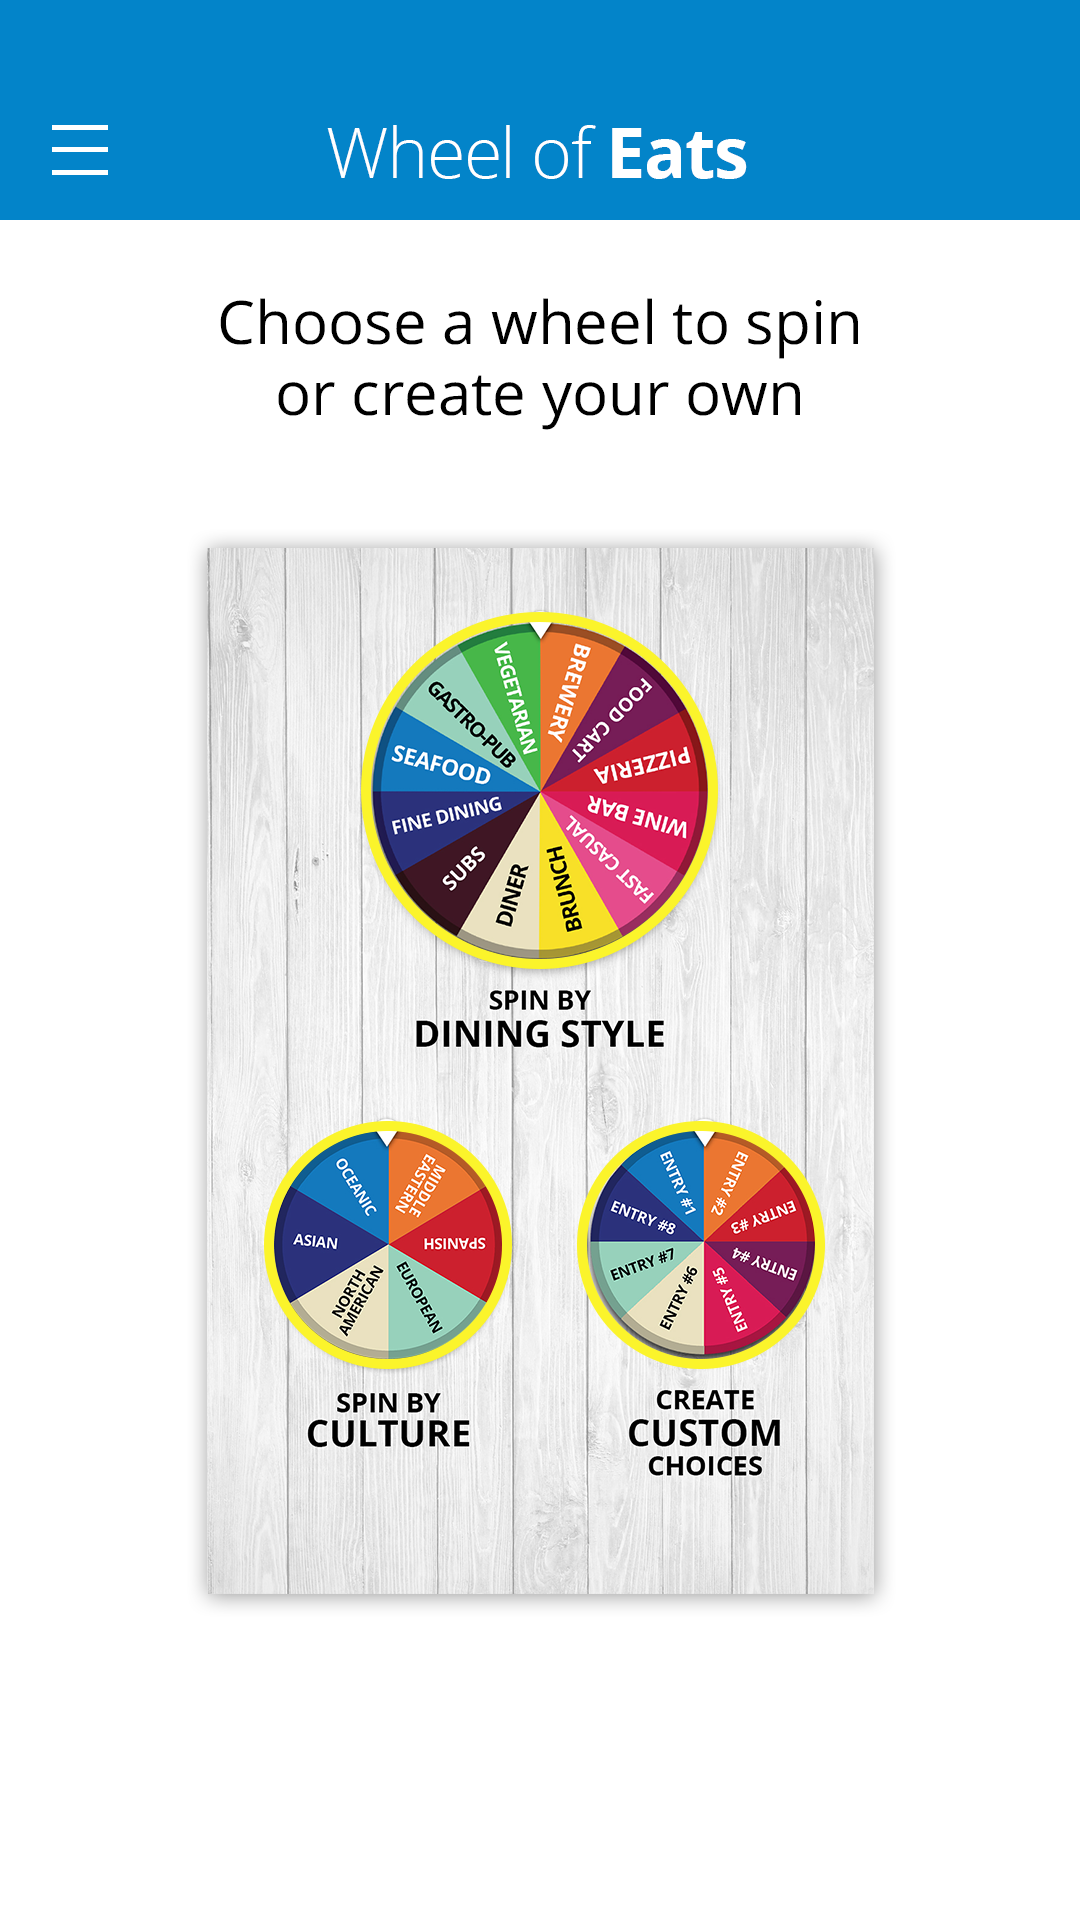 Wheel of Eats
Choose a wheel to spin
or create your own
VEGETARIAN
BREWERY
FOOD CART
PIZZERIA
WINE BAR
FAST CASUAL
BRUNCH
DINER
SUBS
FINE DINING
SEAFOOD
GASTRO-PUB
SPIN BY
DINING STYLE
OCEANIC
MIDDLE
EASTERN
SPANISH
EUROPEAN
NORTH
AMERICAN
ASIAN
SPIN BY
CULTURE
ENTRY #1
ENTRY #2
ENTRY #3
ENTRY #4
ENTRY #5
ENTRY #6
ENTRY #7
ENTRY #8
CREATE
CUSTOM
CHOICES